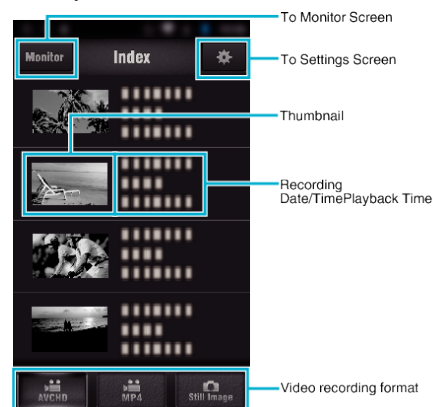 To Monitor Screen
Monitor
Index
To Settings Screen
Thumbnail
Recording
Date/TimePlayback Time
AVCHD
MP4
Still Image
Video recording format